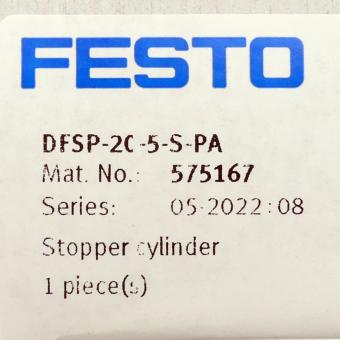 FESTO
DFSP-20-5-S-PA
Mat. No.: 575167
Series: 05-2022:08
Stopper cylinder
1 piece(s)